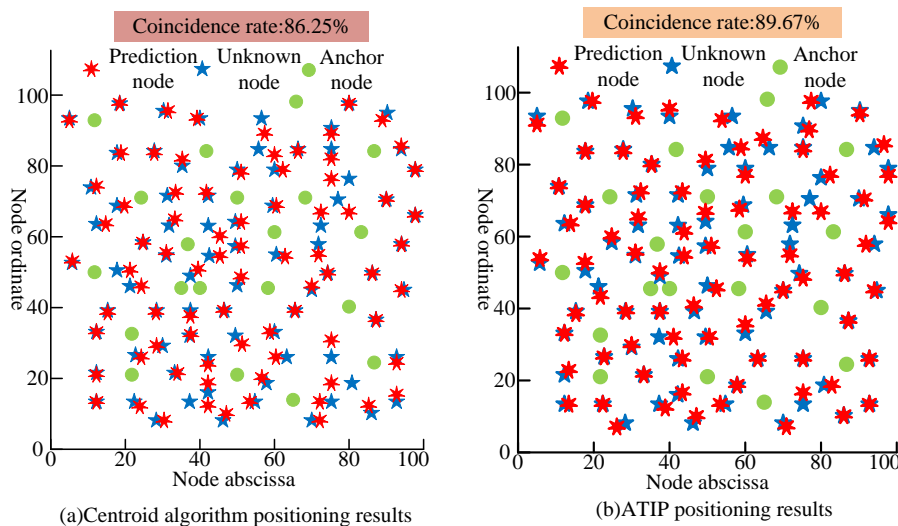 Coincidence rate:86.25%
Prediction node
Unknown node
Anchor node
100
80
60
40
20
0
Node ordinate
20
40
60
80
100
Node abscissa
(a)Centroid algorithm positioning results
Coincidence rate:89.67%
Prediction node
Unknown node
Anchor node
100
80
60
40
20
0
Node ordinate
0
20
40
60
80
100
Node abscissa
(b)ATIP positioning results